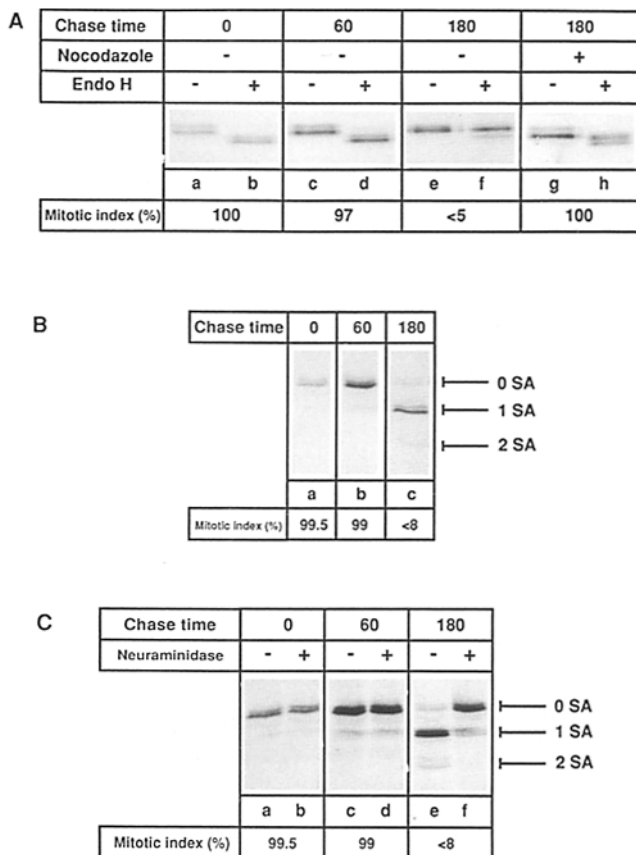 A
Chase time 0 60 180 180
Nocodazole - - - +
Endo H - + - + - + - +
a b c d e f g h
Mitotic index (%) 100 97 <5 100
B
Chase time 0 60 180
0 SA
1 SA
2 SA
a b c
Mitotic index (%) 99.5 99 <8
C
Chase time 0 60 180
Neuraminidase - + - + - +
0 SA
1 SA
2 SA
a b c d e f
Mitotic index (%) 99.5 99 <8